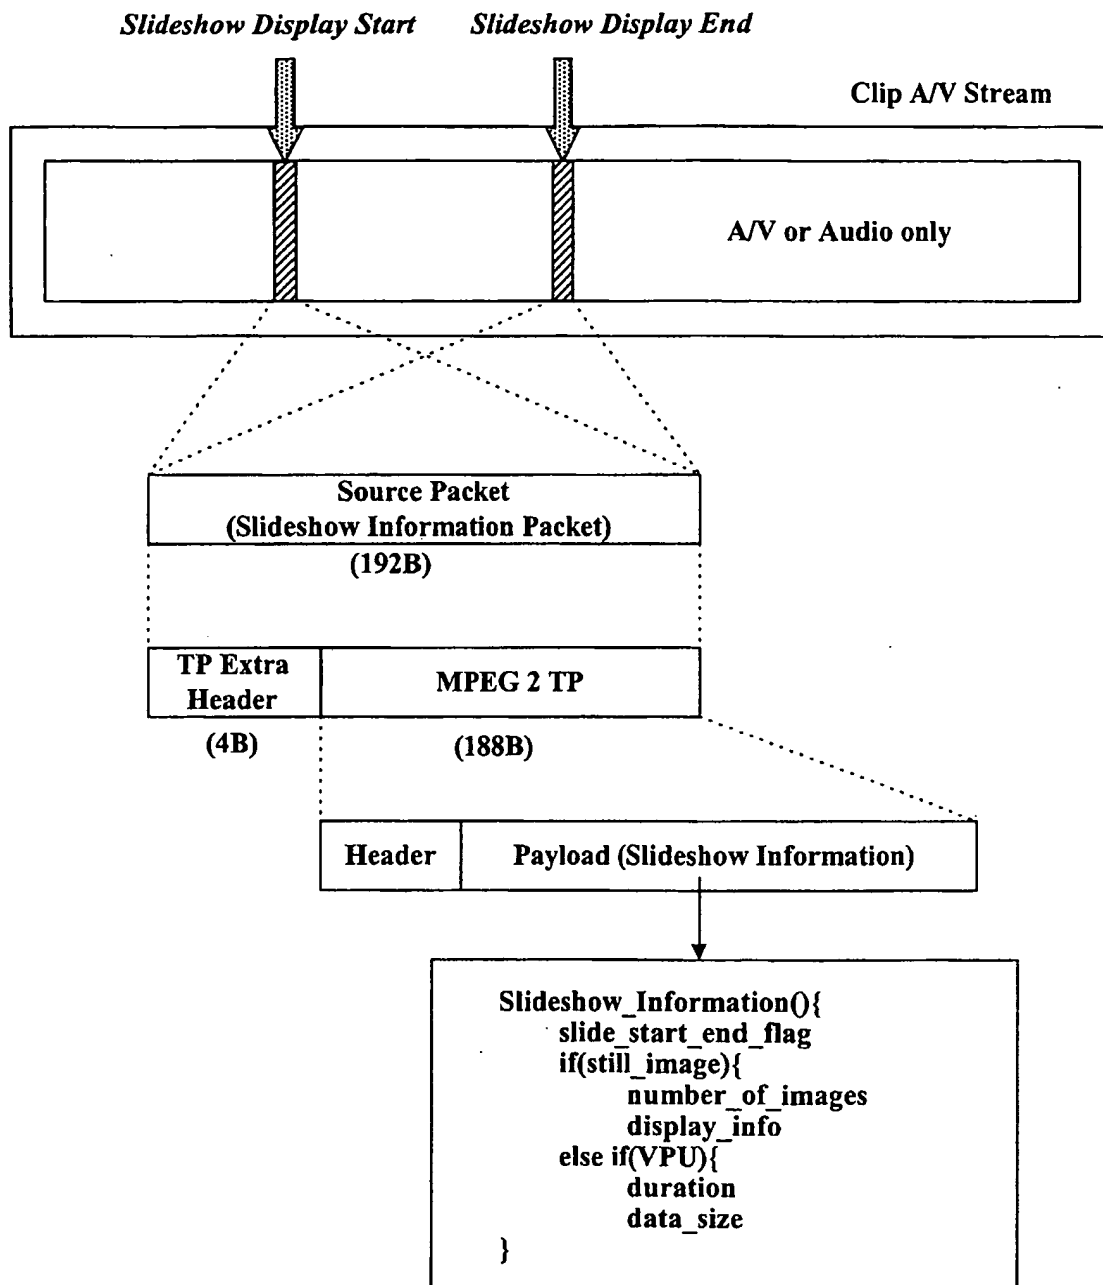 Slideshow Display Start
Slideshow Display End
Clip A/V Stream
A/V or Audio only
Source Packet
(Slideshow Information Packet)
(192B)
TP Extra
Header
MPEG 2 TP
(4B)
(188B)
Header
Payload (Slideshow Information)
Slideshow_Information(){
slide_start_end_flag
if(still_image){
number_of_images
display_info
else if(VPU){
duration
data_size
}